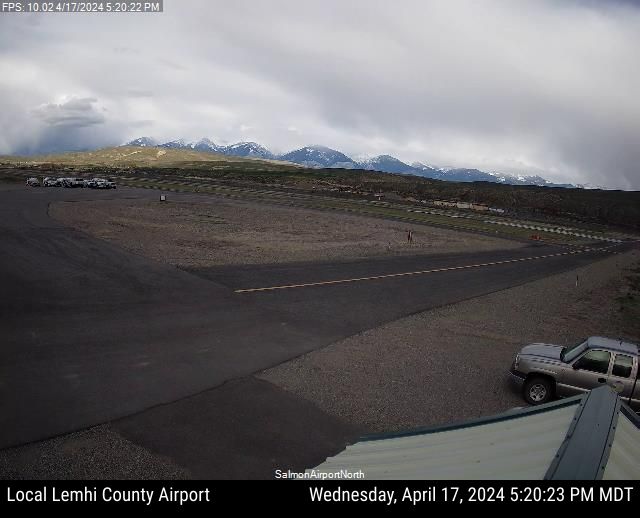 FPS: 10.02 4/17/2024 5:20:22 PM
SalmonAirportNorth
Local Lemhi County Airport
Wednesday, April 17, 2024 5:20:23 PM MDT